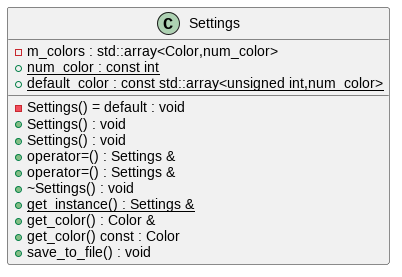 C Settings
m_colors : std::array<Color,num_color>
num_color : const int
default_color : const std::array<unsigned int,num_color>
Settings() = default : void
Settings() : void
Settings() : void
operator=() : Settings &
operator=() : Settings &
~Settings() : void
get_instance() : Settings &
get_color() : Color &
get_color() const : Color
save_to_file() : void